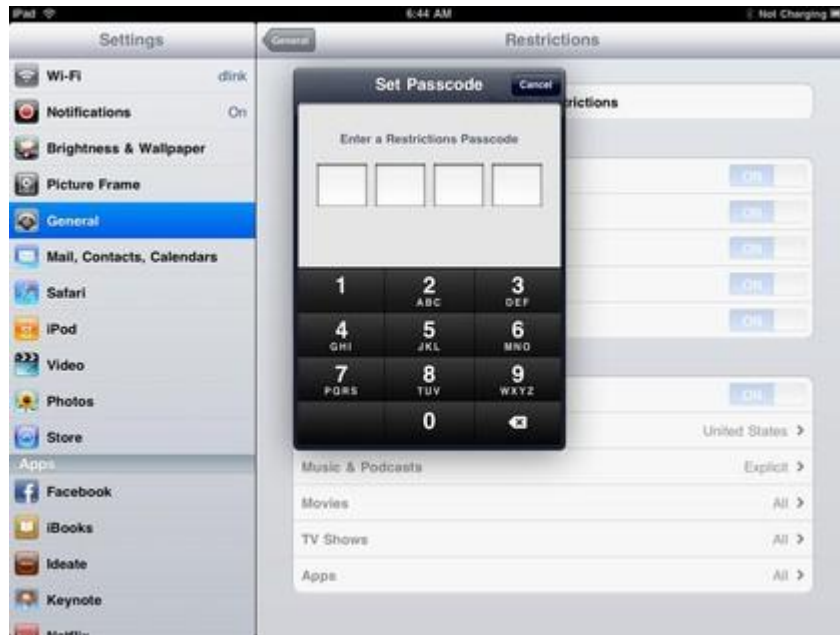 iPad 6:44 AM Not Charging
Settings
General
Restrictions
Wi-Fi dlink
Notifications On
Brightness & Wallpaper
Picture Frame
General
Mail, Contacts, Calendars
Safari
iPod
Video
Photos
Store
Apps
Facebook
iBooks
Ideate
Keynote
Netflix
Set Passcode Cancel
Enter a Restrictions Passcode
1 2 3
ABC DEF
4 5 6
GHI JKL MNO
7 8 9
PQRS TUV WXYZ
0
ON
ON
ON
ON
ON
ON
United States
Music & Podcasts Explicit
Movies All
TV Shows All
Apps All